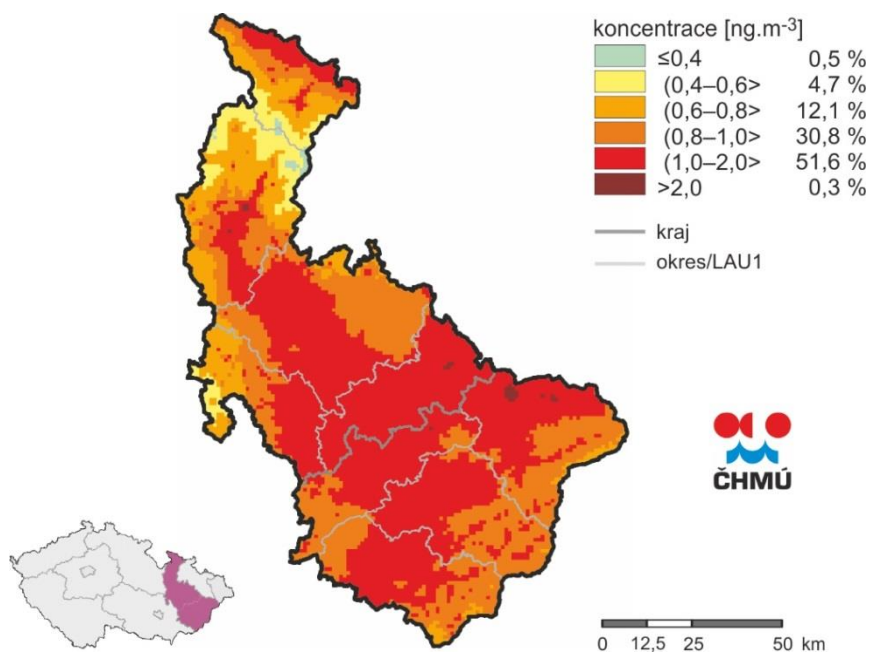 koncentrace [ng.m-3]
≤0,4 0,5 %
(0,4–0,6> 4,7 %
(0,6–0,8> 12,1 %
(0,8–1,0> 30,8 %
(1,0–2,0> 51,6 %
>2,0 0,3 %
kraj
okres/LAU1
ČHMÚ
0 12,5 25 50 km